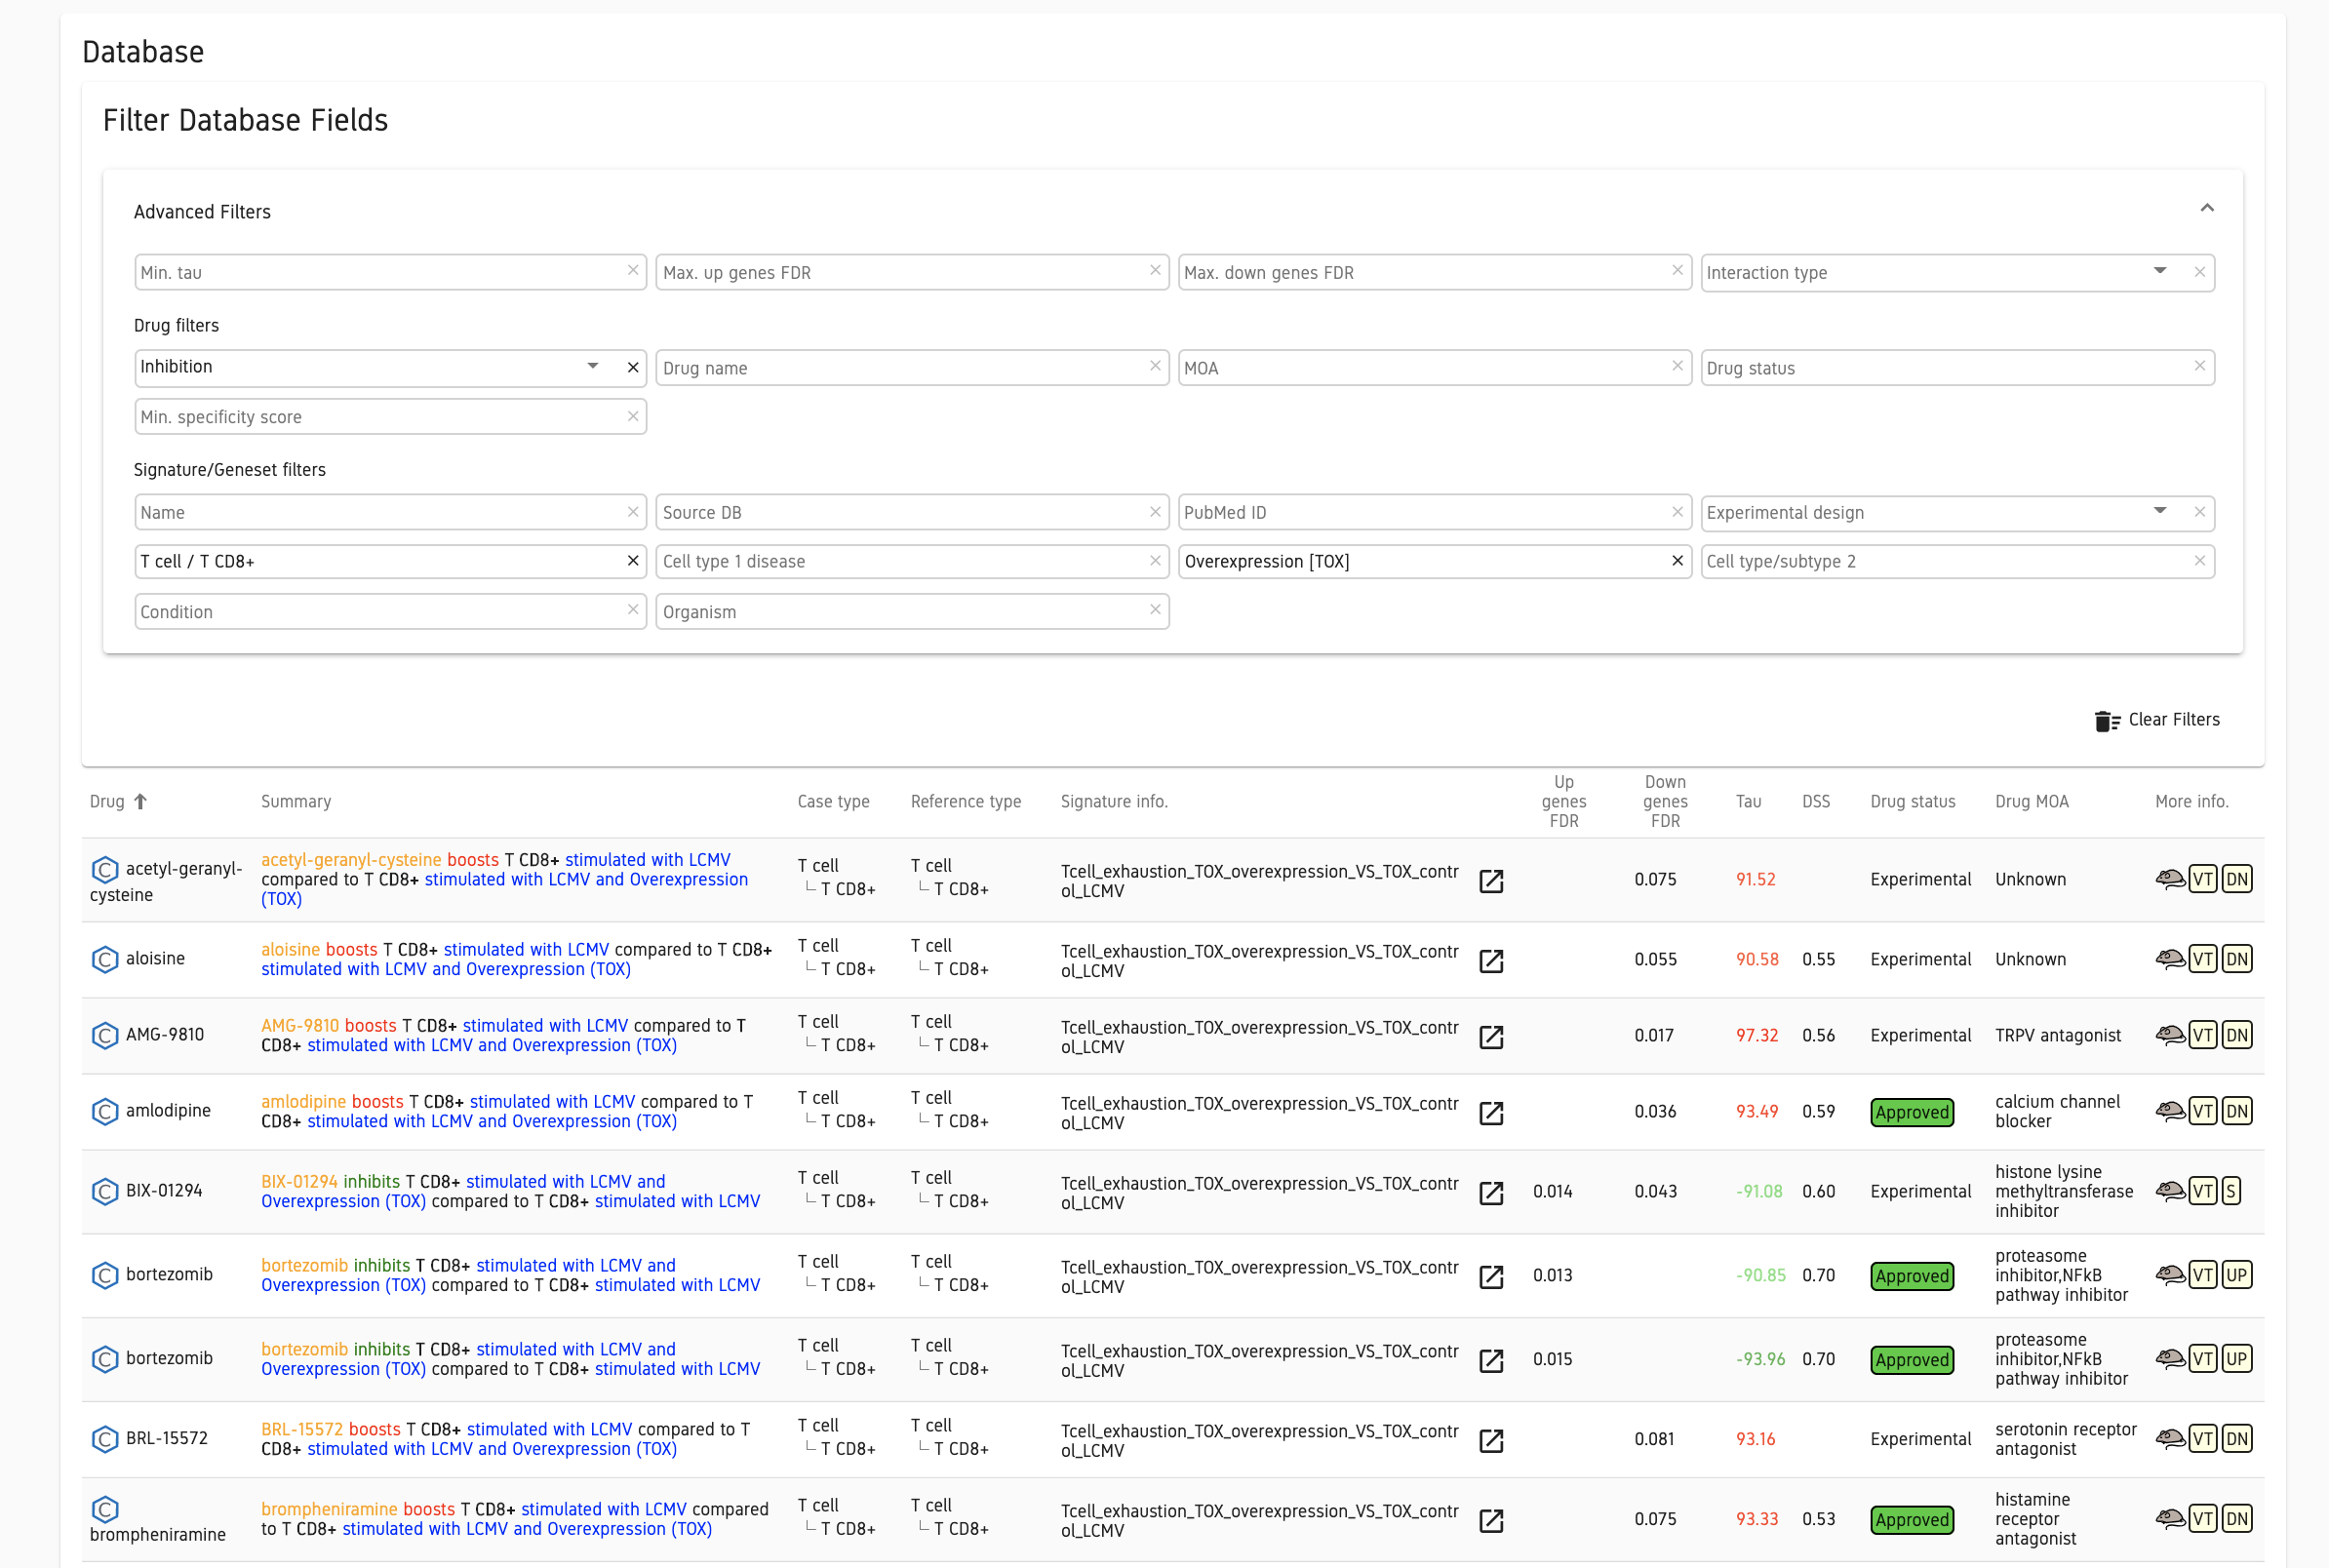 Database
Filter Database Fields
Advanced Filters
Min. tau
Max. up genes FDR
Max. down genes FDR
Interaction type
Drug filters
Inhibition
Drug name
MOA
Drug status
Min. specificity score
Signature/Geneset filters
Name
Source DB
PubMed ID
Experimental design
T cell / T CD8+
Cell type 1 disease
Overexpression [TOX]
Cell type/subtype 2
Condition
Organism
Clear Filters
Drug
Summary
Case type
Reference type
Signature info.
Up
genes
FDR
Down
genes
FDR
Tau
DSS
Drug status
Drug MOA
More info.
C acetyl-geranyl-
cysteine
acetyl-geranyl-cysteine boosts T CD8+ stimulated with LCMV
compared to T CD8+ stimulated with LCMV and Overexpression
(TOX)
T cell
T CD8+
T cell
T CD8+
Tcell_exhaustion_TOX_overexpression_VS_TOX_contr
ol_LCMV
0.075
91.52
Experimental
Unknown
VT DN
C aloisine
aloisine boosts T CD8+ stimulated with LCMV compared to T CD8+
stimulated with LCMV and Overexpression (TOX)
T cell
T CD8+
T cell
T CD8+
Tcell_exhaustion_TOX_overexpression_VS_TOX_contr
ol_LCMV
0.055
90.58
0.55
Experimental
Unknown
VT DN
C AMG-9810
AMG-9810 boosts T CD8+ stimulated with LCMV compared to T
CD8+ stimulated with LCMV and Overexpression (TOX)
T cell
T CD8+
T cell
T CD8+
Tcell_exhaustion_TOX_overexpression_VS_TOX_contr
ol_LCMV
0.017
97.32
0.56
Experimental
TRPV antagonist
VT DN
C amlodipine
amlodipine boosts T CD8+ stimulated with LCMV compared to T
CD8+ stimulated with LCMV and Overexpression (TOX)
T cell
T CD8+
T cell
T CD8+
Tcell_exhaustion_TOX_overexpression_VS_TOX_contr
ol_LCMV
0.036
93.49
0.59
Approved
calcium channel
blocker
VT DN
C BIX-01294
BIX-01294 inhibits T CD8+ stimulated with LCMV and
Overexpression (TOX) compared to T CD8+ stimulated with LCMV
T cell
T CD8+
T cell
T CD8+
Tcell_exhaustion_TOX_overexpression_VS_TOX_contr
ol_LCMV
0.014
0.043
-91.08
0.60
Experimental
histone lysine
methyltransferase
inhibitor
VT S
C bortezomib
bortezomib inhibits T CD8+ stimulated with LCMV and
Overexpression (TOX) compared to T CD8+ stimulated with LCMV
T cell
T CD8+
T cell
T CD8+
Tcell_exhaustion_TOX_overexpression_VS_TOX_contr
ol_LCMV
0.013
-90.85
0.70
Approved
proteasome
inhibitor,NFkB
pathway inhibitor
VT UP
C bortezomib
bortezomib inhibits T CD8+ stimulated with LCMV and
Overexpression (TOX) compared to T CD8+ stimulated with LCMV
T cell
T CD8+
T cell
T CD8+
Tcell_exhaustion_TOX_overexpression_VS_TOX_contr
ol_LCMV
0.015
-93.96
0.70
Approved
proteasome
inhibitor,NFkB
pathway inhibitor
VT UP
C BRL-15572
BRL-15572 boosts T CD8+ stimulated with LCMV compared to T
CD8+ stimulated with LCMV and Overexpression (TOX)
T cell
T CD8+
T cell
T CD8+
Tcell_exhaustion_TOX_overexpression_VS_TOX_contr
ol_LCMV
0.081
93.16
Experimental
serotonin receptor
antagonist
VT DN
C
brompheniramine
brompheniramine boosts T CD8+ stimulated with LCMV compared
to T CD8+ stimulated with LCMV and Overexpression (TOX)
T cell
T CD8+
T cell
T CD8+
Tcell_exhaustion_TOX_overexpression_VS_TOX_contr
ol_LCMV
0.075
93.33
0.53
Approved
histamine
receptor
antagonist
VT DN